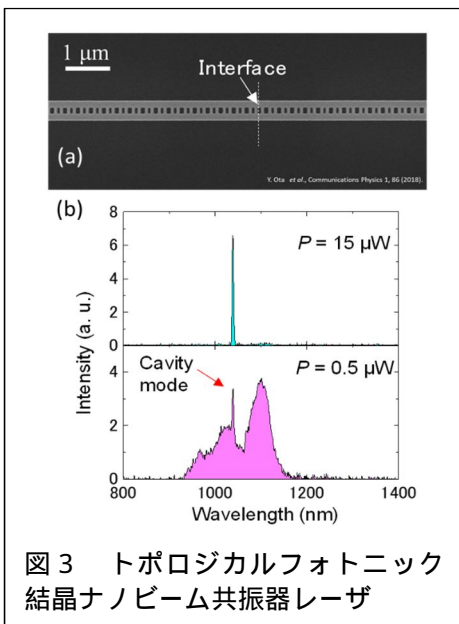 1 μm
Interface
(a)
Y. Ota et al., Communications Physics 1, 86 (2018).
(b)
8
6
4
2
0
P = 15 μW
Intensity (a. u.)
Cavity
mode
P = 0.5 μW
4
2
0
800 1000 1200 1400
Wavelength (nm)
図3 トポロジカルフォトニック
結晶ナノビーム共振器レーザ